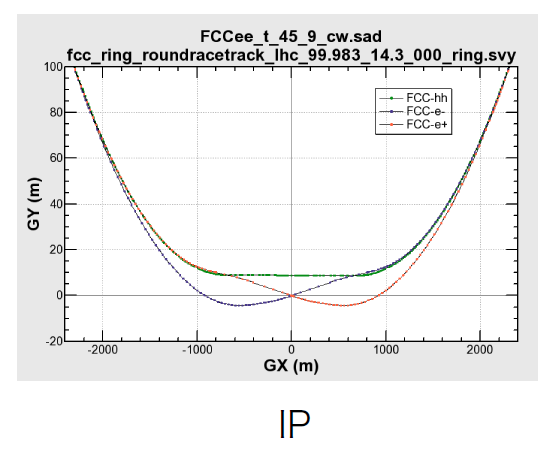 FCCee_t_45_9_cw.sad
fcc_ring_roundracetrack_lhc_99.983_14.3_000_ring.svy
100
80
60
40
20
0
-20
GY (m)
FCC-hh
FCC-e-
FCC-e+
-2000
-1000
0
1000
2000
GX (m)
IP